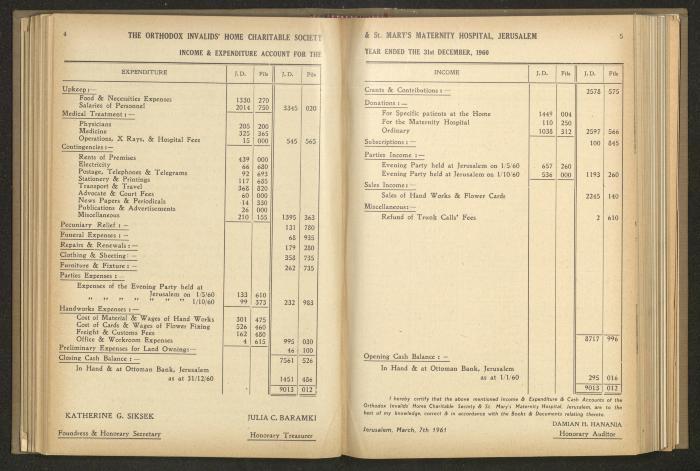 4
THE ORTHODOX INVALIDS' HOME CHARITABLE SOCIETY
INCOME & EXPENDITURE ACCOUNT FOR THE
EXPENDITURE J.D. Fils J.D. Fils
Upkeep:—
Food & Necessities Expenses 1330 270
Salaries of Personnel 2014 750 3345 020
Medical Treatment:—
Physicians 205 200
Medicine 325 365
Operations, X Rays, & Hospital Fees 15 000 545 565
Contingencies:—
Rents of Premises 439 000
Electricity 66 680
Postage, Telephones & Telegrams 92 693
Stationery & Printings 117 685
Transport & Travel 368 820
Advocate & Court Fees 60 000
News Papers & Periodicals 14 330
Publications & Advertisements 26 000
Miscellaneous 210 155 1395 363
Pecuniary Relief:— 131 780
Funeral Expenses:— 68 935
Repairs & Renewals:— 179 280
Clothing & Sheeting:— 358 735
Furniture & Fixture:— 262 735
Parties Expenses:—
Expenses of the Evening Party held at
Jerusalem on 1/5/60 133 610
" " " " " " " 1/10/60 99 373 232 983
Handworks Expenses:—
Cost of Material & Wages of Hand Works 301 475
Cost of Cards & Wages of Flower Fixing 526 460
Freight & Customs Fees 162 480
Office & Workroom Expenses 4 615 995 030
Preliminary Expenses for Land Owning:— 46 100
7561 526
Closing Cash Balance:—
In Hand & at Ottoman Bank, Jerusalem
as at 31/12/60 1451 486
9013 012
KATHERINE G. SIKSEK JULIA C. BARAMKI
Foundress & Honorary Secretary Honorary Treasurer
& St. MARY'S MATERNITY HOSPITAL, JERUSALEM 5
YEAR ENDED THE 31st DECEMBER, 1960
INCOME J.D. Fils J.D. Fils
Grants & Contributions:— 2578 575
Donations:—
For Specific patients at the Home 1449 004
For the Maternity Hospital 110 250
Ordinary 1038 312 2597 566
Subscriptions:— 100 845
Parties Income:—
Evening Party held at Jerusalem on 1/5/60 657 260
Evening Party held at Jerusalem on 1/10/60 536 000 1193 260
Sales Income:—
Sales of Hand Works & Flower Cards 2245 140
Miscellaneous:—
Refund of Trunk Calls' Fees 2 610
8717 996
Opening Cash Balance:—
In Hand & at Ottoman Bank, Jerusalem
as at 1/1/60 295 016
9013 012
I hereby certify that the above mentioned Income & Expenditure & Cash Accounts of the
Orthodox Invalids Home Charitable Society & St. Mary's Maternity Hospital, Jerusalem, are to the
best of my knowledge, correct & in accordance with the Books & Documents relating thereto.
DAMIAN H. HANANIA
Jerusalem, March, 7th 1961
Honorary Auditor